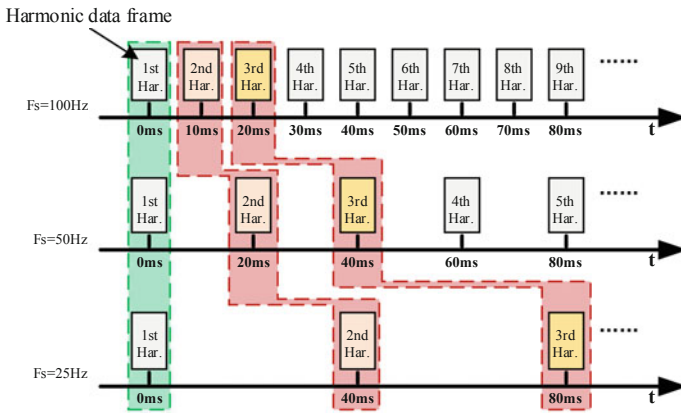 Harmonic data frame
1st 2nd 3rd 4th 5th 6th 7th 8th 9th ......
Har. Har. Har. Har. Har. Har. Har. Har. Har.
Fs=100Hz
0ms 10ms 20ms 30ms 40ms 50ms 60ms 70ms 80ms t
1st 2nd 3rd 4th 5th ......
Har. Har. Har. Har. Har.
Fs=50Hz
0ms 20ms 40ms 60ms 80ms t
1st 2nd 3rd ......
Har. Har. Har.
Fs=25Hz
0ms 40ms 80ms t